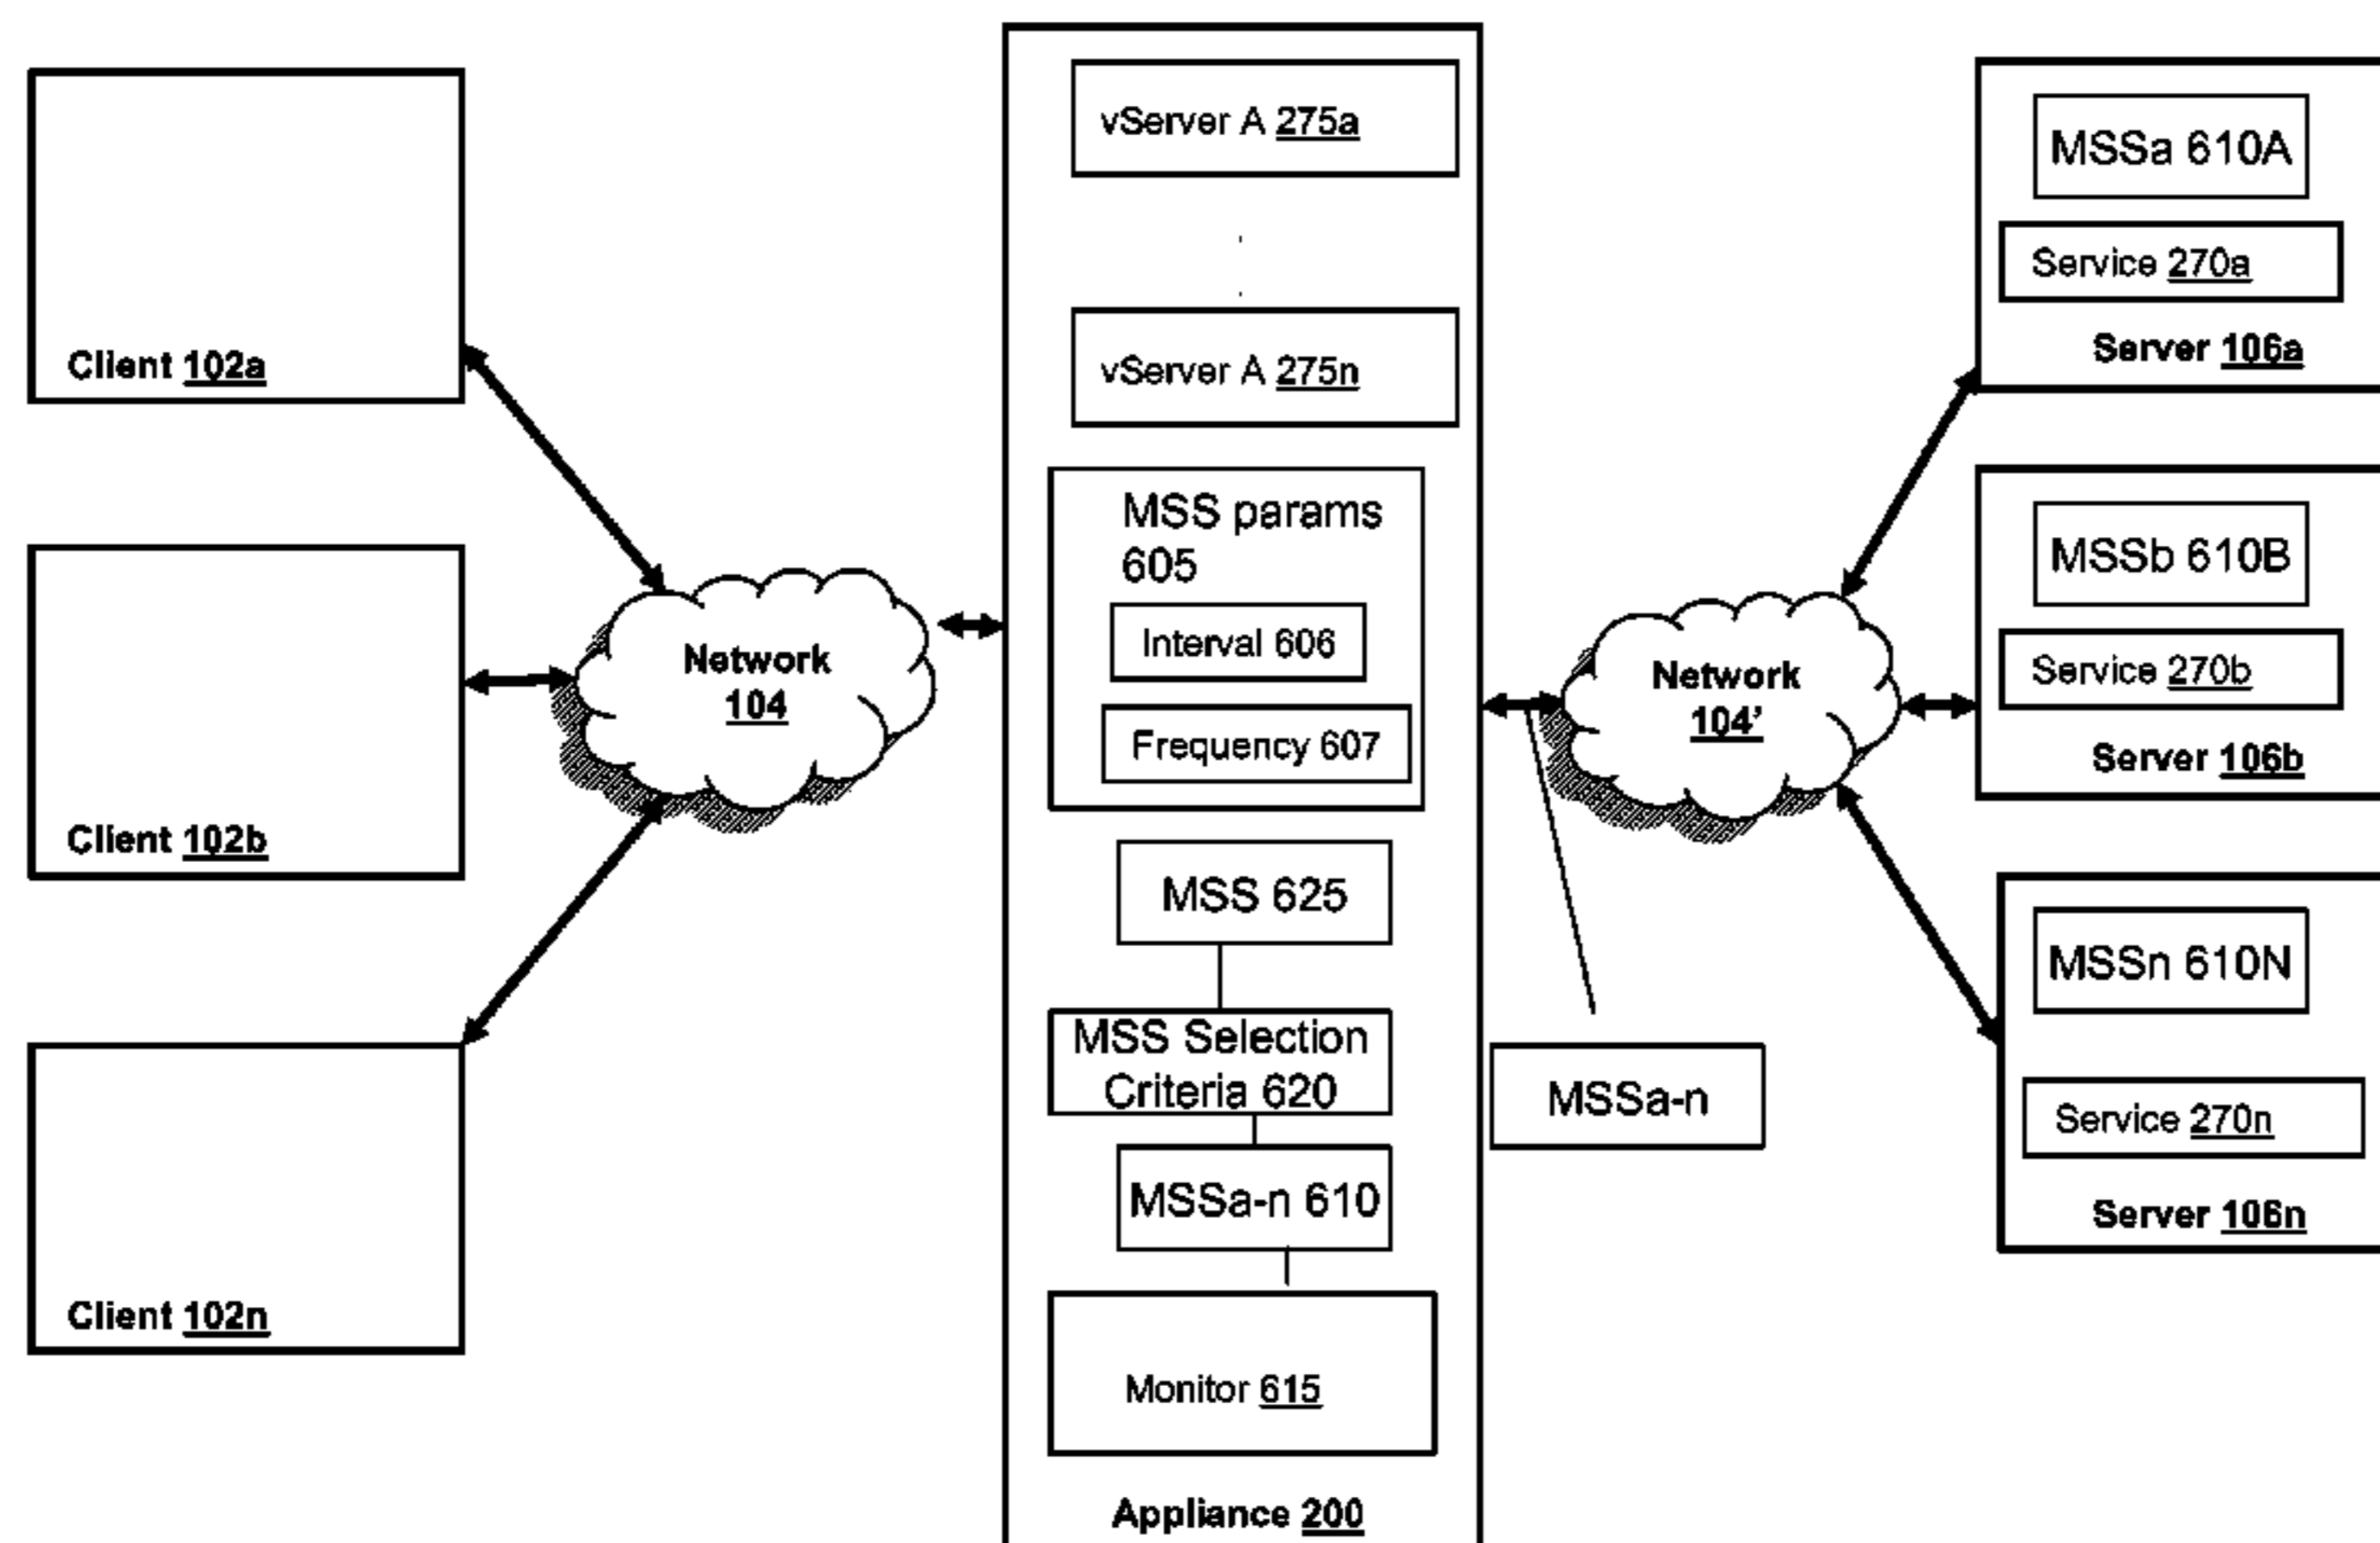 Client 102a
Client 102b
Client 102n
Network
104
vServer A 275a
vServer A 275n
MSS params
605
Interval 606
Frequency 607
MSS 625
MSS Selection
Criteria 620
MSSa-n 610
Monitor 615
Appliance 200
Network
104'
MSSa-n
MSSa 610A
Service 270a
Server 106a
MSSb 610B
Service 270b
Server 106b
MSSn 610N
Service 270n
Server 106n